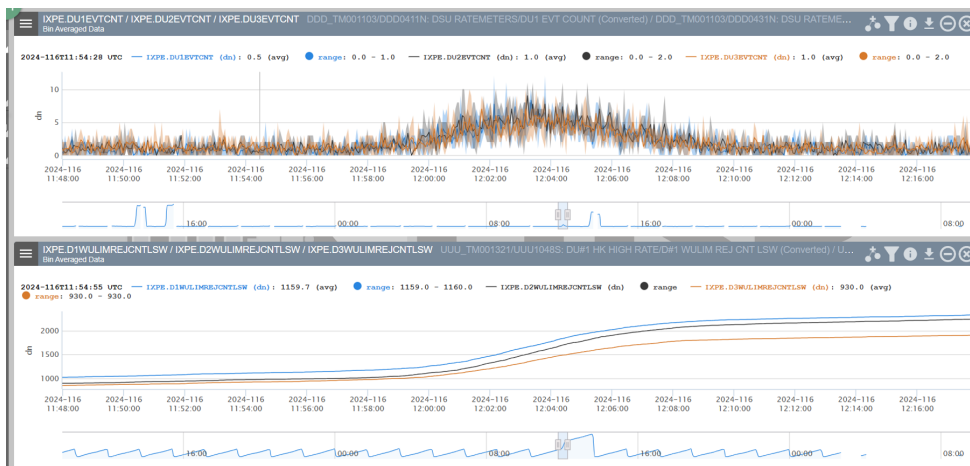 IXPE.DU1EVTCNT / IXPE.DU2EVTCNT / IXPE.DU3EVTCNT DDD_TM001103/DDD0411N: DSU RATEMETERS/DU1 EVT COUNT (Converted) / DDD_TM001103/DDD0431N: DSU RATEME...
Bin Averaged Data
2024-116T11:54:28 UTC IXPE.DU1EVTCNT (dn): 0.5 (avg) range: 0.0 - 1.0 IXPE.DU2EVTCNT (dn): 1.0 (avg) range: 0.0 - 2.0 IXPE.DU3EVTCNT (dn): 1.0 (avg) range: 0.0 - 2.0
10
5
0
dn
2024-116 2024-116 2024-116 2024-116 2024-116 2024-116 2024-116 2024-116 2024-116 2024-116 2024-116 2024-116 2024-116 2024-116 2024-116
11:48:00 11:50:00 11:52:00 11:54:00 11:56:00 11:58:00 12:00:00 12:02:00 12:04:00 12:06:00 12:08:00 12:10:00 12:12:00 12:14:00 12:16:00
16:00 00:00 08:00 16:00 00:00 08:00
IXPE.D1WULIMREJCNTLSW / IXPE.D2WULIMREJCNTLSW / IXPE.D3WULIMREJCNTLSW UUU_TM001321/UUU1048S: DU#1 HK HIGH RATE/D#1 WULIM REJ CNT LSW (Converted) / U...
Bin Averaged Data
2024-116T11:54:55 UTC IXPE.D1WULIMREJCNTLSW (dn): 1159.7 (avg) range: 1159.0 - 1160.0 IXPE.D2WULIMREJCNTLSW (dn) range IXPE.D3WULIMREJCNTLSW (dn): 930.0 (avg)
range: 930.0 - 930.0
2000
1500
1000
dn
2024-116 2024-116 2024-116 2024-116 2024-116 2024-116 2024-116 2024-116 2024-116 2024-116 2024-116 2024-116 2024-116 2024-116 2024-116
11:48:00 11:50:00 11:52:00 11:54:00 11:56:00 11:58:00 12:00:00 12:02:00 12:04:00 12:06:00 12:08:00 12:10:00 12:12:00 12:14:00 12:16:00
16:00 00:00 08:00 16:00 00:00 08:00